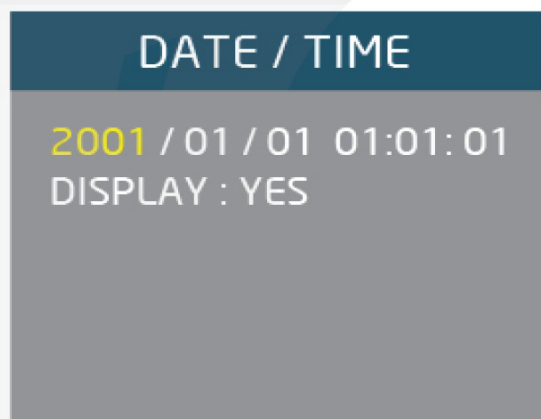 DATE / TIME
2001 / 01 / 01 01:01: 01
DISPLAY : YES